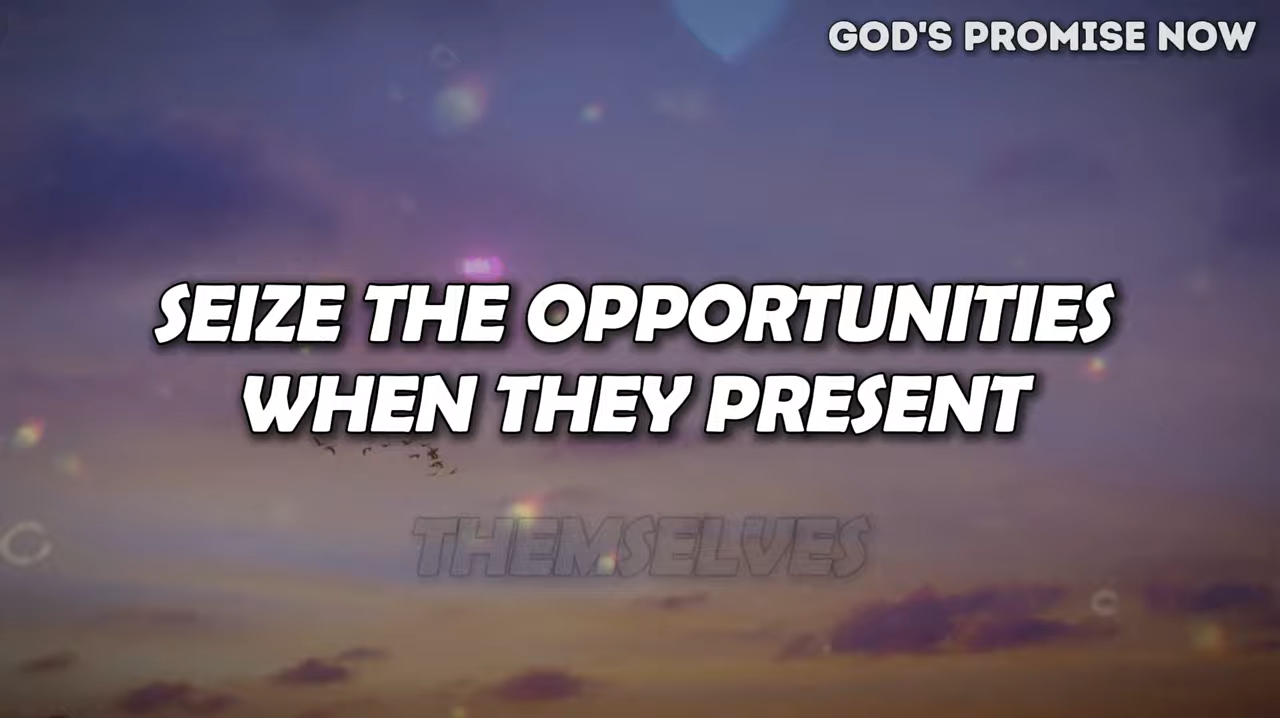 GOD'S PROMISE NOW
SEIZE THE OPPORTUNITIES
WHEN THEY PRESENT
THEMSELVES